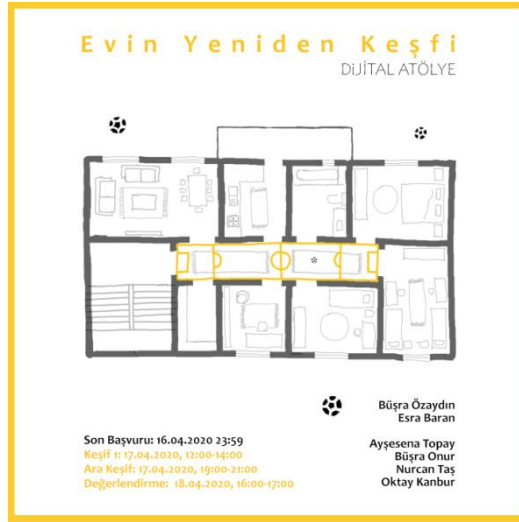 Evin Yeniden Keşfi
DİJİTAL ATÖLYE
Büşra Özaydın
Esra Baran
Son Başvuru: 16.04.2020 23:59
Keşif 1: 17.04.2020, 12:00-14:00
Ara Keşif: 17.04.2020, 19:00-21:00
Değerlendirme: 18.04.2020, 16:00-17:00
Ayşesena Topay
Büşra Onur
Nurcan Taş
Oktay Kanbur